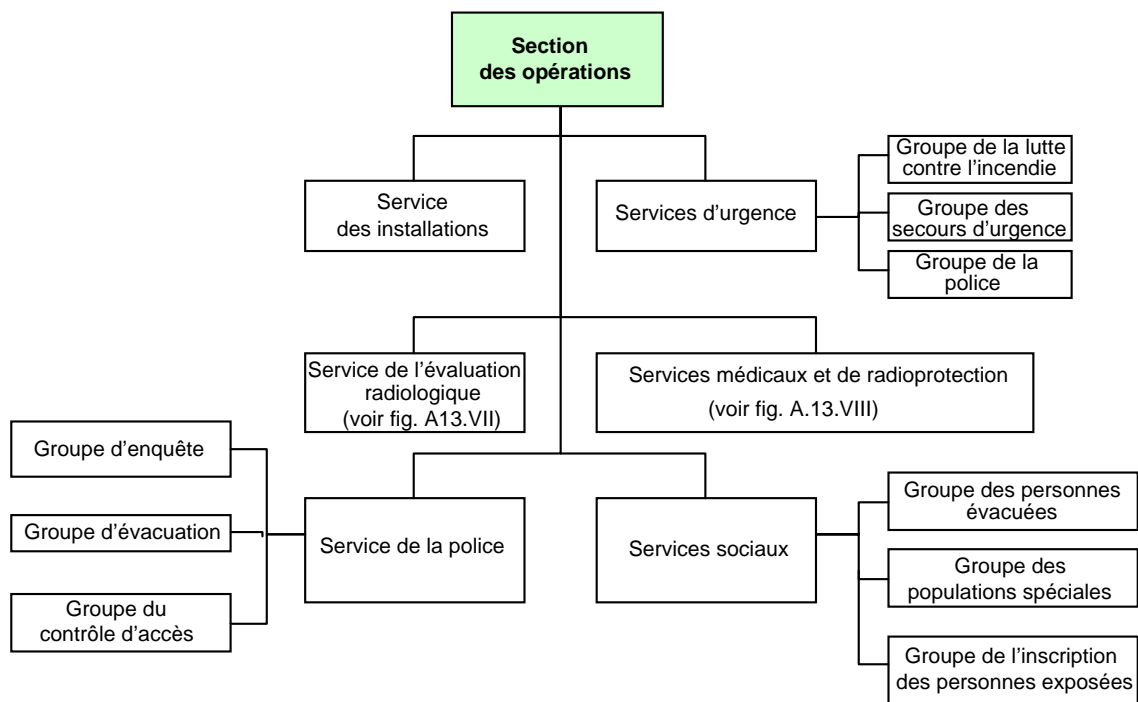 Section
des opérations
Groupe de la lutte
contre l’incendie
Service
des installations
Services d’urgence
Groupe des
secours d’urgence
Groupe de la
police
Service de l’évaluation
radiologique
(voir fig. A13.VII)
Services médicaux et de radioprotection
(voir fig. A.13.VIII)
Groupe d’enquête
Groupe d’évacuation
Groupe du
contrôle d’accès
Service de la police
Services sociaux
Groupe des personnes
évacuées
Groupe des
populations spéciales
Groupe de l’inscription
des personnes exposées